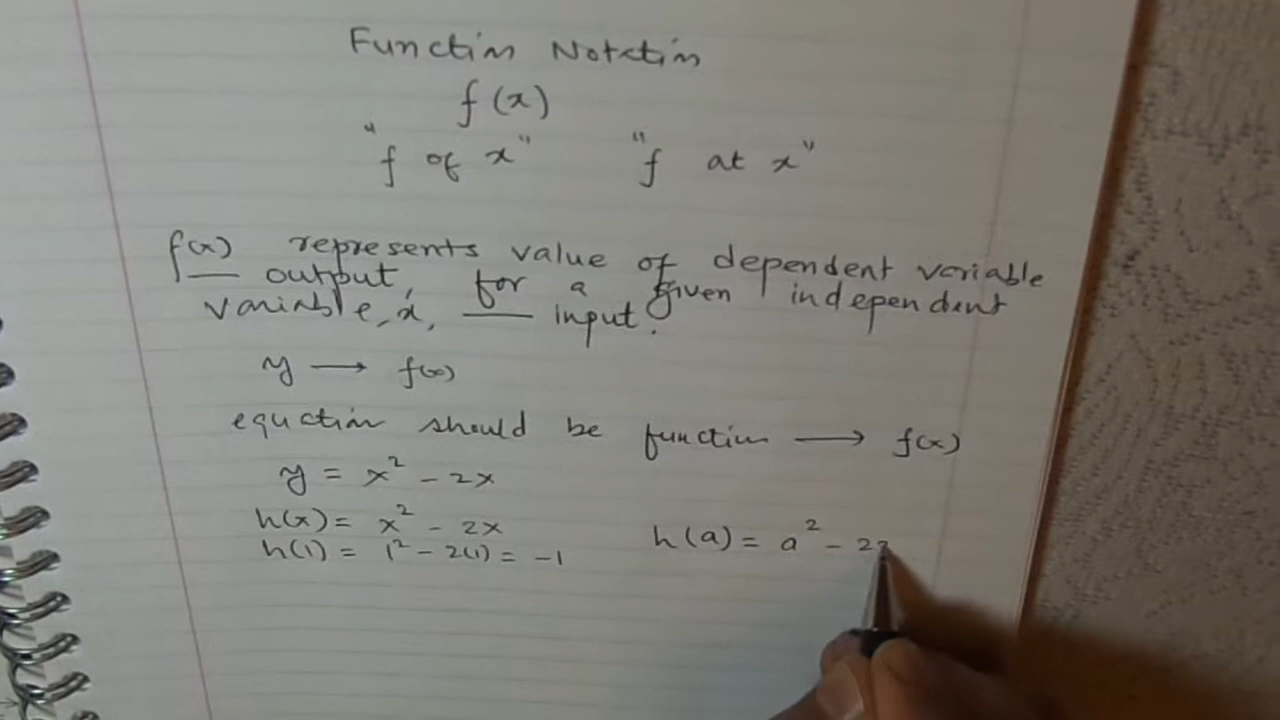 Function Notation
f(x)
"f of x" "f at x"
f(x) represents value of dependent variable
— output, for a given independent
variable, x, — input.
y → f(x)
equation should be function → f(x)
y = x² - 2x
h(x) = x² - 2x
h(1) = 1² - 2(1) = -1
h(a) = a² - 2